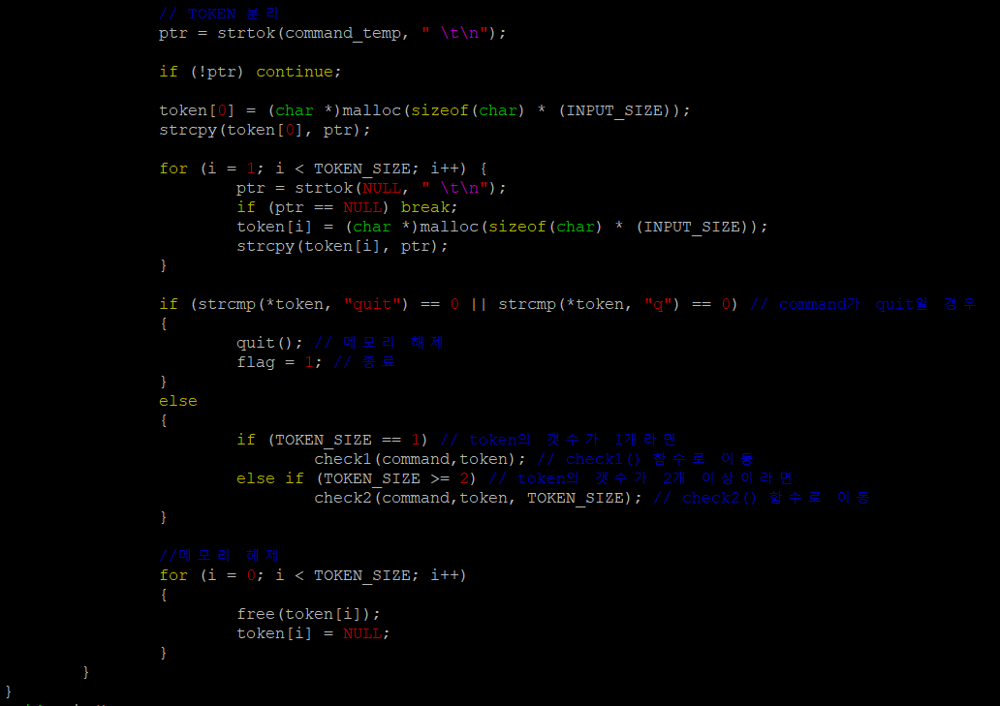 // TOKEN 분리
ptr = strtok(command_temp, " \t\n");
if (!ptr) continue;
token[0] = (char *)malloc(sizeof(char) * (INPUT_SIZE));
strcpy(token[0], ptr);
for (i = 1; i < TOKEN_SIZE; i++) {
ptr = strtok(NULL, " \t\n");
if (ptr == NULL) break;
token[i] = (char *)malloc(sizeof(char) * (INPUT_SIZE));
strcpy(token[i], ptr);
}
if (strcmp(*token, "quit") == 0 || strcmp(*token, "q") == 0) // command가 quit일 경우
{
quit(); // 메모리 해제
flag = 1; // 종료
}
else
{
if (TOKEN_SIZE == 1) // token의 갯수가 1개라면
check1(command,token); // check1() 함수로 이동
else if (TOKEN_SIZE >= 2) // token의 갯수가 2개 이상이라면
check2(command,token, TOKEN_SIZE); // check2() 함수로 이동
}
//메모리 해제
for (i = 0; i < TOKEN_SIZE; i++)
{
free(token[i]);
token[i] = NULL;
}
}
}